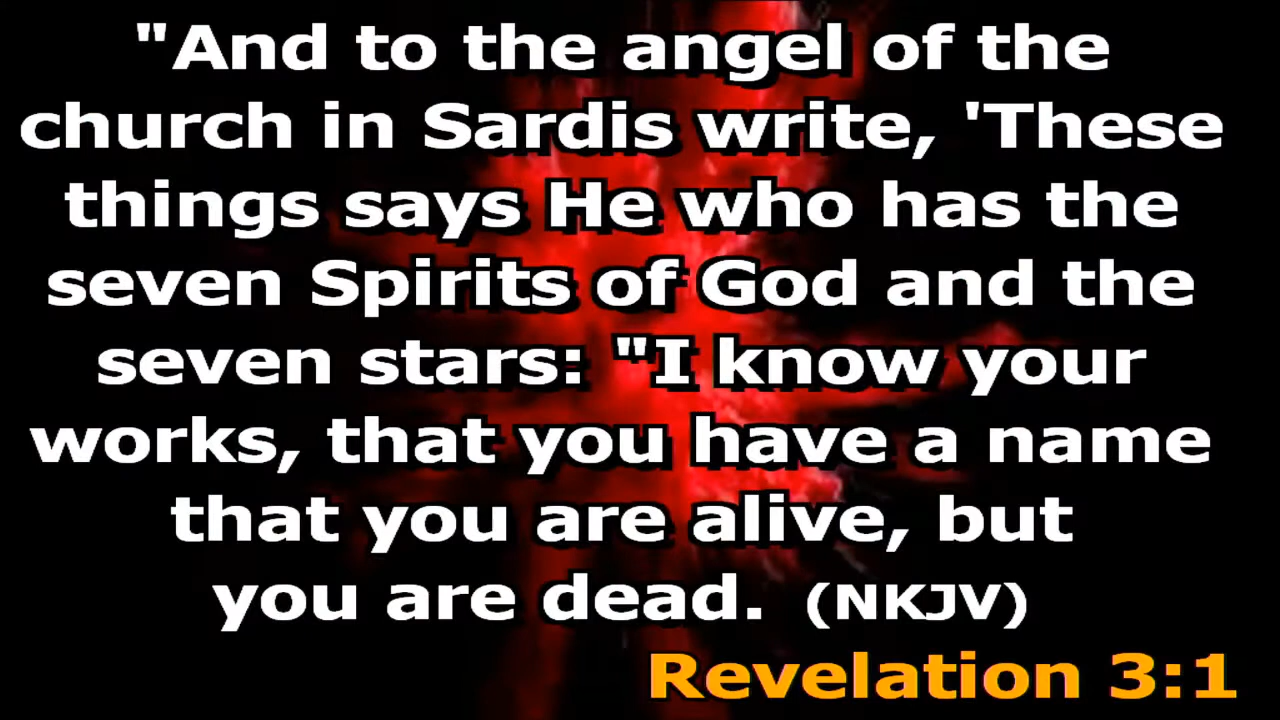 "And to the angel of the
church in Sardis write, 'These
things says He who has the
seven Spirits of God and the
seven stars: "I know your
works, that you have a name
that you are alive, but
you are dead. (NKJV)
Revelation 3:1